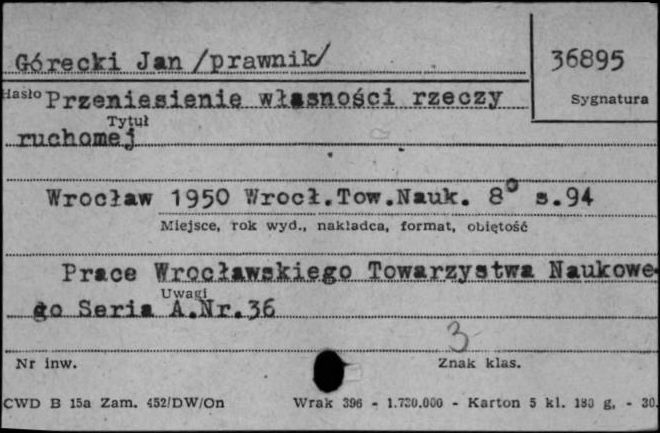 Górecki Jan /prawnik/
36895
Hasło Przeniesienie własności rzeczy
Sygnatura
Tytuł
ruchomej
Wrocław 1950 Wrocł.Tow.Nauk. 8° s.94
Miejsce, rok wyd., nakładca, format, objętość
Prace Wrocławskiego Towarzystwa Naukowe-
Uwagi
go Seria A.Nr.36
3
Nr inw.
Znak klas.
CWD B 15a Zam. 452/DW/On Wrak 396 - 1.730.000 - Karton 5 kl. 180 g, - 30.